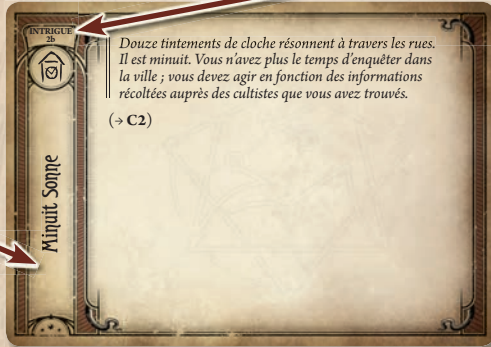 INTRIGUE
2b
Douze tintements de cloche résonnent à travers les rues.
Il est minuit. Vous n'avez plus le temps d'enquêter dans
la ville ; vous devez agir en fonction des informations
récoltées auprès des cultistes que vous avez trouvés.
(→ C2)
Minuit Sonne